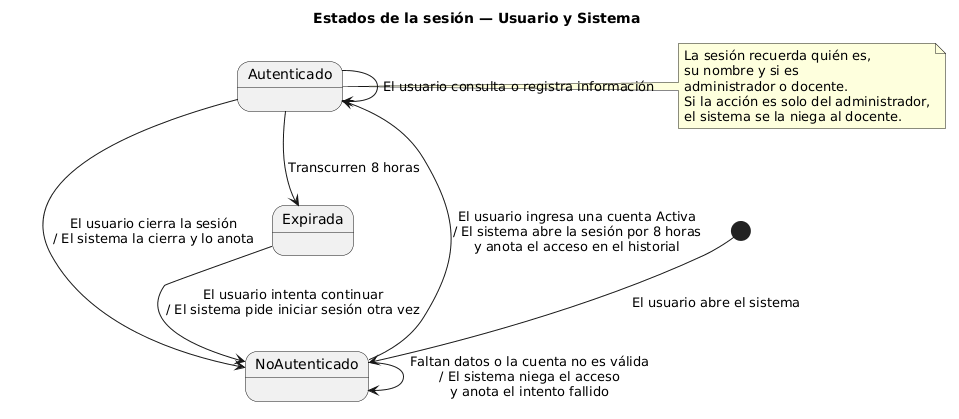 Estados de la sesión — Usuario y Sistema
La sesión recuerda quién es,
su nombre y si es
administrador o docente.
Si la acción es solo del administrador,
el sistema se la niega al docente.
Autenticado
El usuario consulta o registra información
Transcurren 8 horas
Expirada
El usuario cierra la sesión
/ El sistema la cierra y lo anota
El usuario ingresa una cuenta Activa
/ El sistema abre la sesión por 8 horas
y anota el acceso en el historial
El usuario intenta continuar
/ El sistema pide iniciar sesión otra vez
El usuario abre el sistema
NoAutenticado
Faltan datos o la cuenta no es válida
/ El sistema niega el acceso
y anota el intento fallido